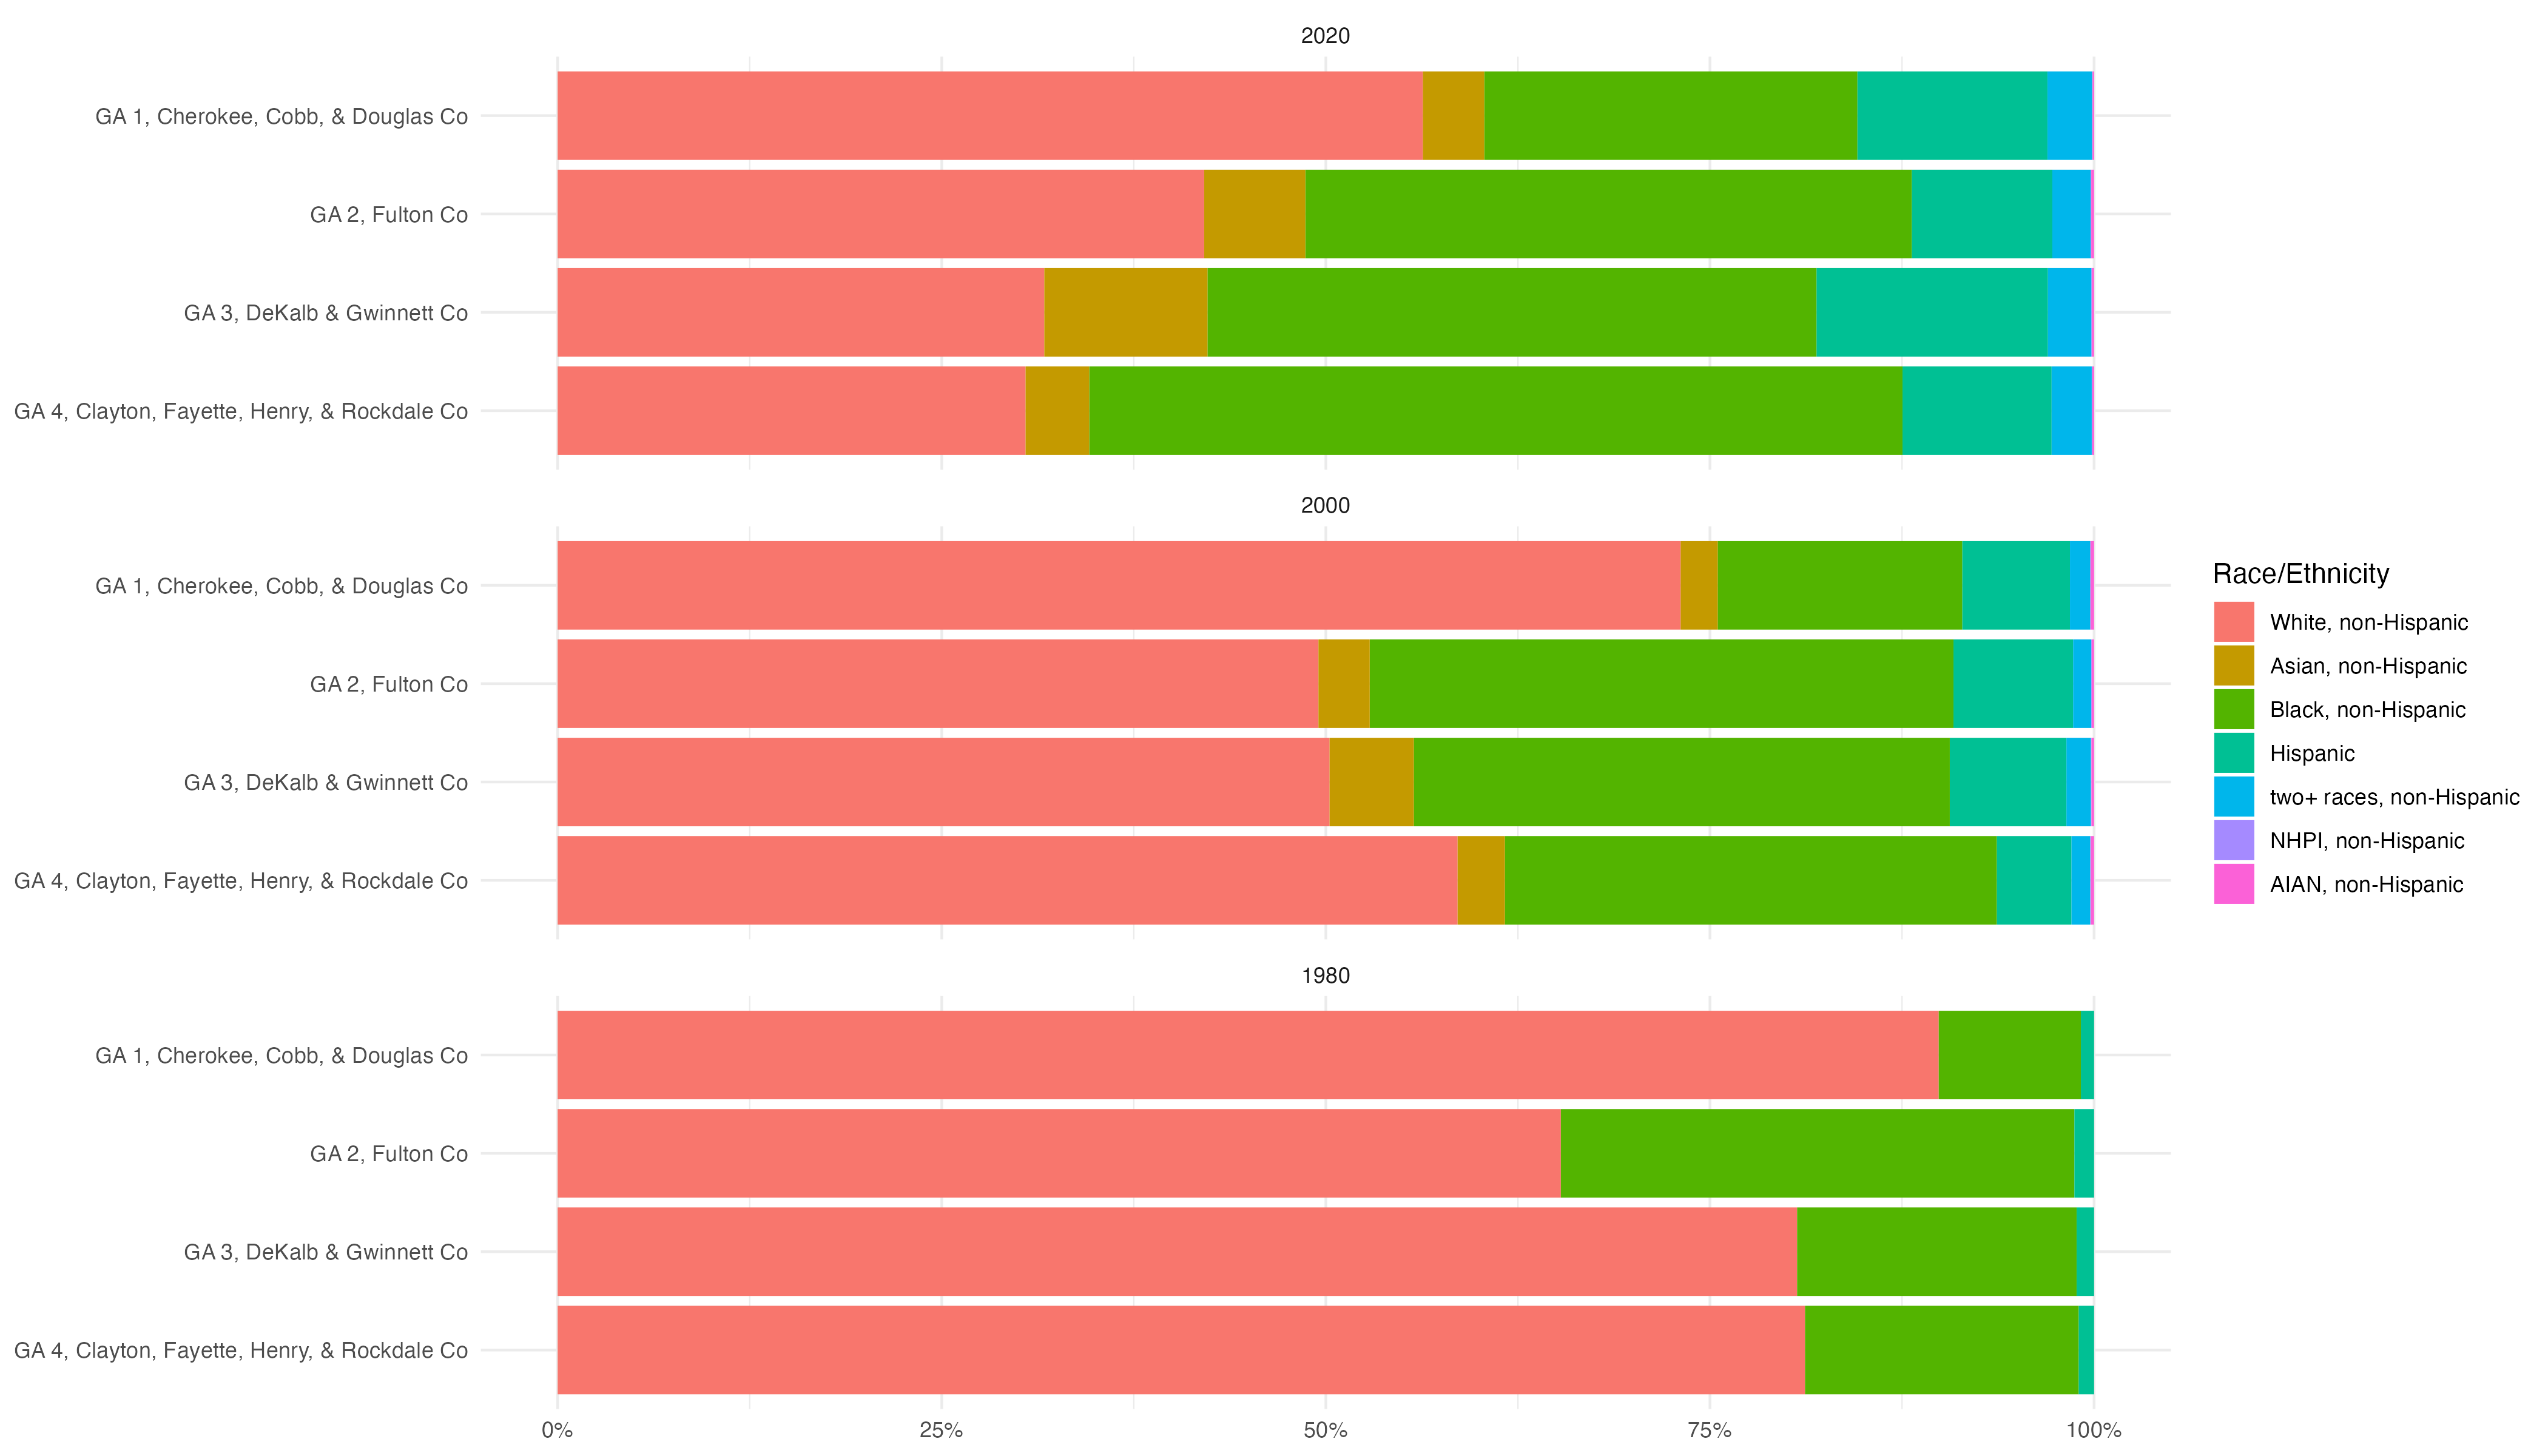 2020
GA 1, Cherokee, Cobb, & Douglas Co
GA 2, Fulton Co
GA 3, DeKalb & Gwinnett Co
GA 4, Clayton, Fayette, Henry, & Rockdale Co
2000
GA 1, Cherokee, Cobb, & Douglas Co
GA 2, Fulton Co
GA 3, DeKalb & Gwinnett Co
GA 4, Clayton, Fayette, Henry, & Rockdale Co
1980
GA 1, Cherokee, Cobb, & Douglas Co
GA 2, Fulton Co
GA 3, DeKalb & Gwinnett Co
GA 4, Clayton, Fayette, Henry, & Rockdale Co
0% 25% 50% 75% 100%
Race/Ethnicity
White, non-Hispanic
Asian, non-Hispanic
Black, non-Hispanic
Hispanic
two+ races, non-Hispanic
NHPI, non-Hispanic
AIAN, non-Hispanic